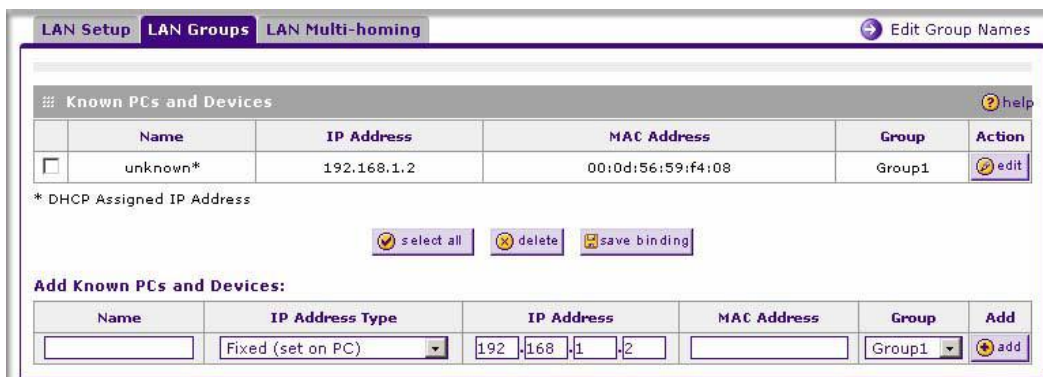 LAN Setup LAN Groups LAN Multi-homing Edit Group Names
Known PCs and Devices help
Name IP Address MAC Address Group Action
unknown* 192.168.1.2 00:0d:56:59:f4:08 Group1 edit
* DHCP Assigned IP Address
select all delete save binding
Add Known PCs and Devices:
Name IP Address Type IP Address MAC Address Group Add
Fixed (set on PC) 192 .168 .1 .2 Group1 add